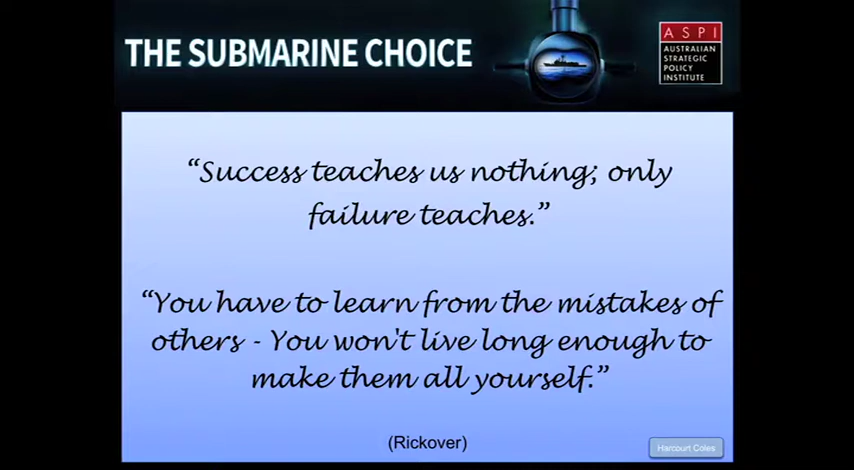 THE SUBMARINE CHOICE
ASPI
AUSTRALIAN
STRATEGIC
POLICY
INSTITUTE
“Success teaches us nothing; only
failure teaches.”
“You have to learn from the mistakes of
others - You won't live long enough to
make them all yourself.”
(Rickover)
Harcourt Coles